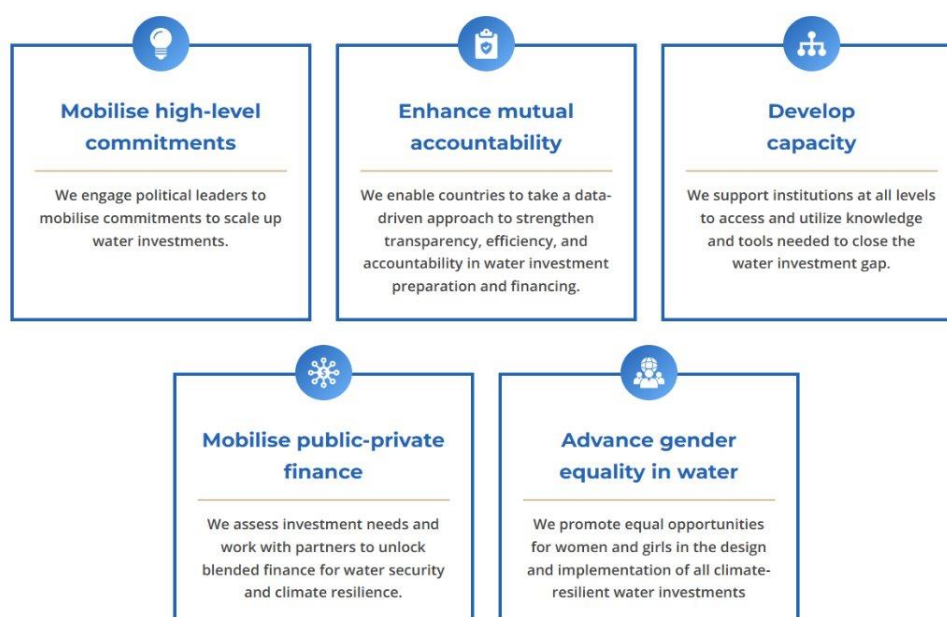 Mobilise high-level
commitments
We engage political leaders to
mobilise commitments to scale up
water investments.
Enhance mutual
accountability
We enable countries to take a data-
driven approach to strengthen
transparency, efficiency, and
accountability in water investment
preparation and financing.
Develop
capacity
We support institutions at all levels
to access and utilize knowledge
and tools needed to close the
water investment gap.
Mobilise public-private
finance
We assess investment needs and
work with partners to unlock
blended finance for water security
and climate resilience.
Advance gender
equality in water
We promote equal opportunities
for women and girls in the design
and implementation of all climate-
resilient water investments